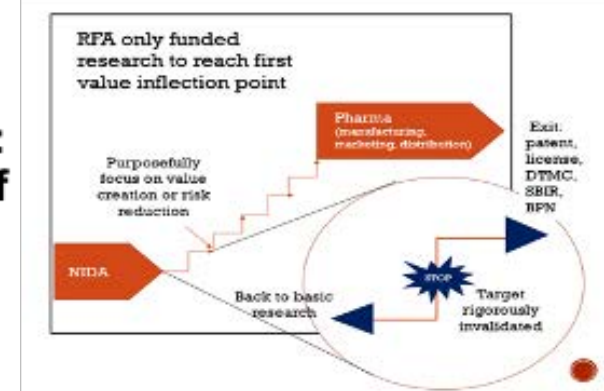 RFA only funded
research to reach first
value inflection point
Pharma
(manufacturing,
marketing, distribution)
Exit:
patent,
license,
DTMC,
SBIR,
BPN
Purposefully
focus on value
creation or risk
reduction
NIDA
STOP
Back to basic
research
Target
rigorously
invalidated